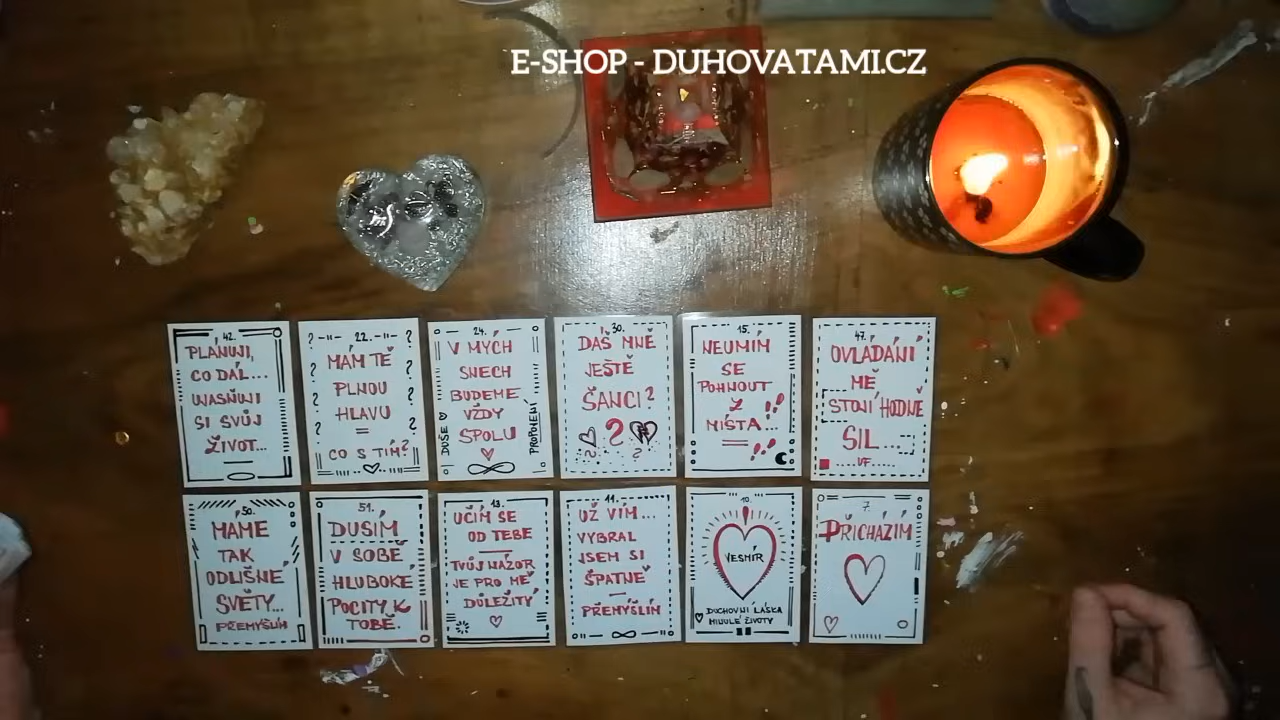 E-SHOP - DUHOVATAMI.CZ
42.
PLÁNUJI,
CO DÁL...
UJASŇUJI
SI SVŮJ
ŽIVOT...
22.
MÁM TĚ
PLNOU
HLAVU
=
CO S TÍM?
24.
V MÝCH
SNECH
BUDEME
VŽDY
SPOLU
DUŠE
PROPOJENÍ
30.
DÁŠ MNĚ
JEŠTĚ
ŠANCI?
?
15.
NEUMÍM
SE
POHNOUT
Z
MÍSTA...
47.
OVLÁDÁNÍ
MĚ
STOJÍ HODNĚ
SIL...
50.
MÁME
TAK
ODLIŠNÉ
SVĚTY...
PŘEMÝŠLÍM
51.
DUSÍM
V SOBĚ
HLUBOKÉ
POCITY K
TOBĚ.
13.
UČÍM SE
OD TEBE
TVŮJ NÁZOR
JE PRO MĚ
DŮLEŽITÝ
11.
UŽ VÍM...
VYBRAL
JSEM SI
ŠPATNĚ
PŘEMÝŠLÍM
10.
VESMÍR
DUCHOVNÍ LÁSKA
MINULÉ ŽIVOTY
7.
PŘICHÁZÍM